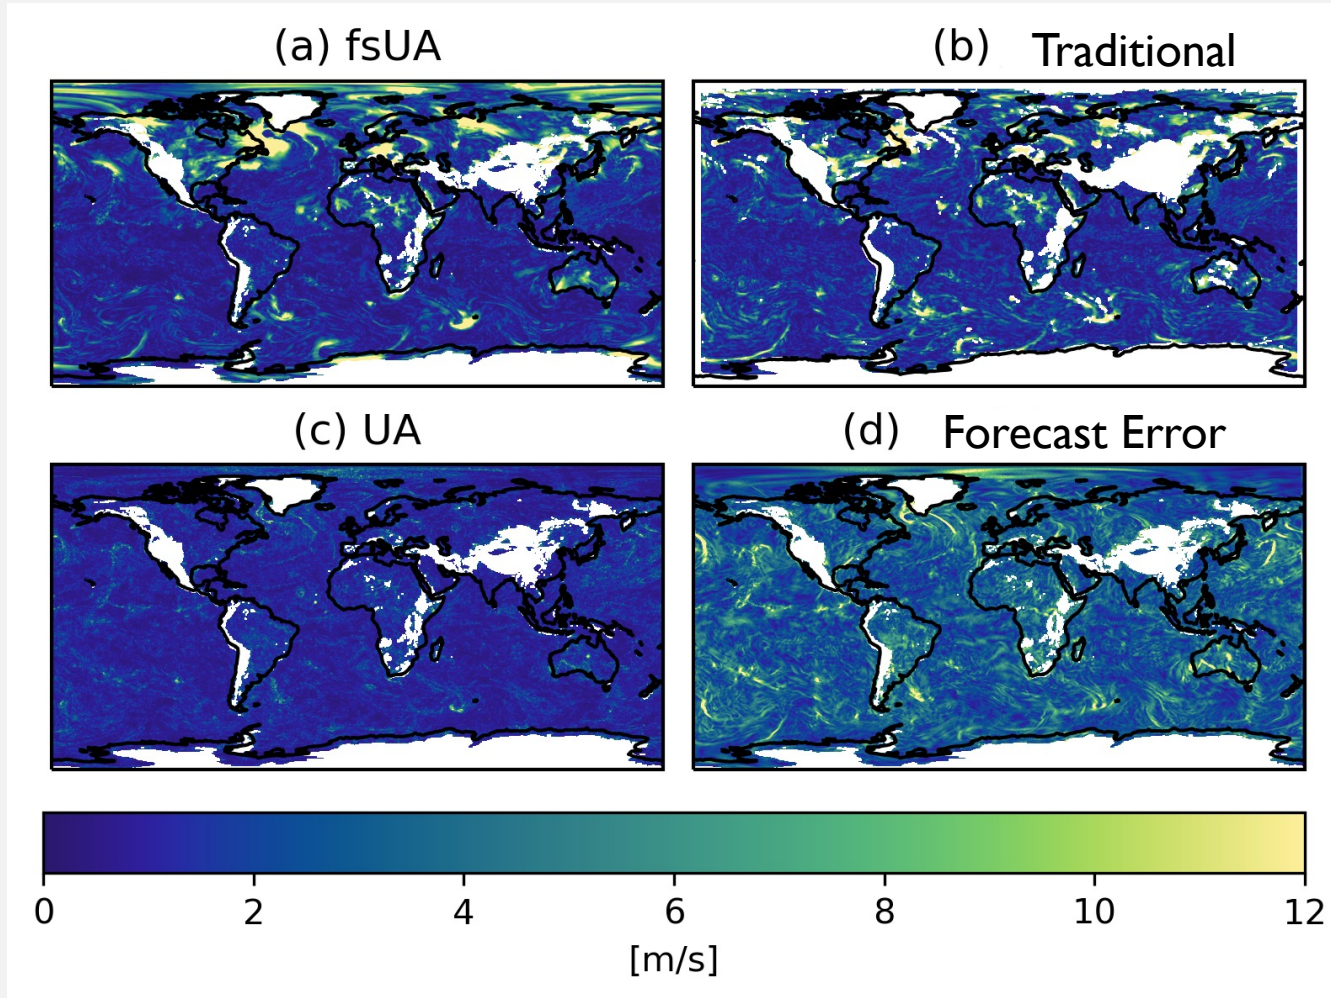 (a) fsUA
(b) Traditional
(c) UA
(d) Forecast Error
0 2 4 6 8 10 12
[m/s]